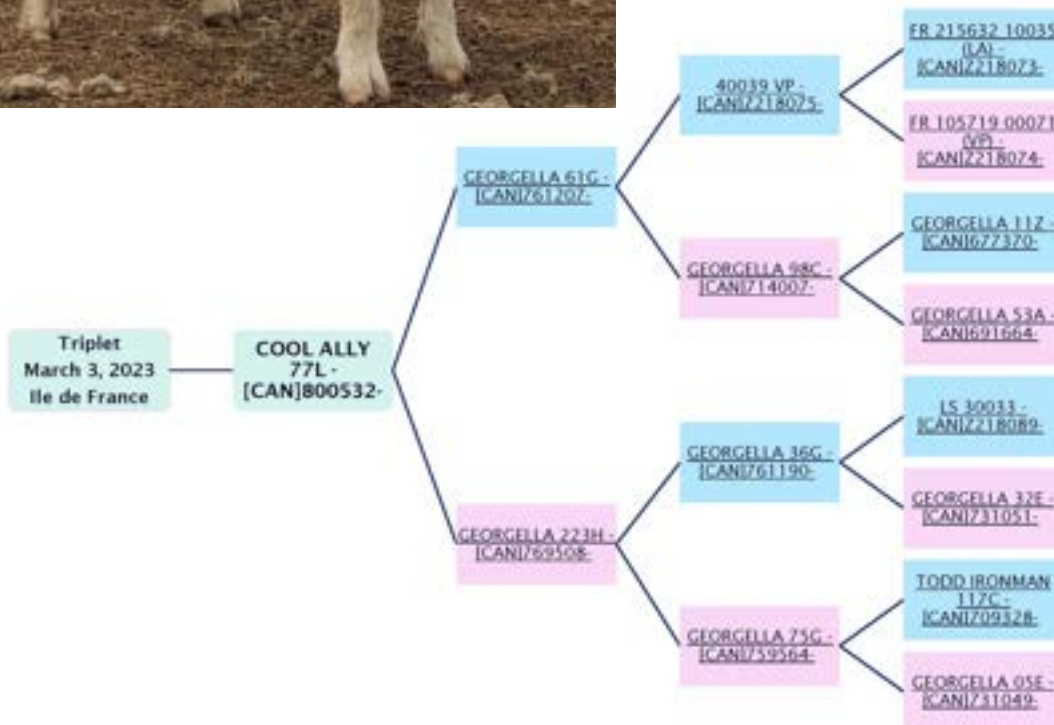 Triplet
March 3, 2023
Ile de France
COOL ALLY
77L -
[CAN]800532-
GEORGELLA 61G -
[CAN]761207-
GEORGELLA 223H -
[CAN]769508-
40039 VP -
[CAN]Z218075-
GEORGELLA 98C -
[CAN]714007-
GEORGELLA 36G -
[CAN]761190-
GEORGELLA 75G -
[CAN]759564-
FR 215632 10035
(LA) -
[CAN]Z218073-
FR 105719 00071
(VP) -
[CAN]Z218074-
GEORGELLA 11Z -
[CAN]677370-
GEORGELLA 53A -
[CAN]691664-
LS 30033 -
[CAN]Z218089-
GEORGELLA 32E -
[CAN]731051-
TODD IRONMAN
117C -
[CAN]709328-
GEORGELLA 05E -
[CAN]731049-